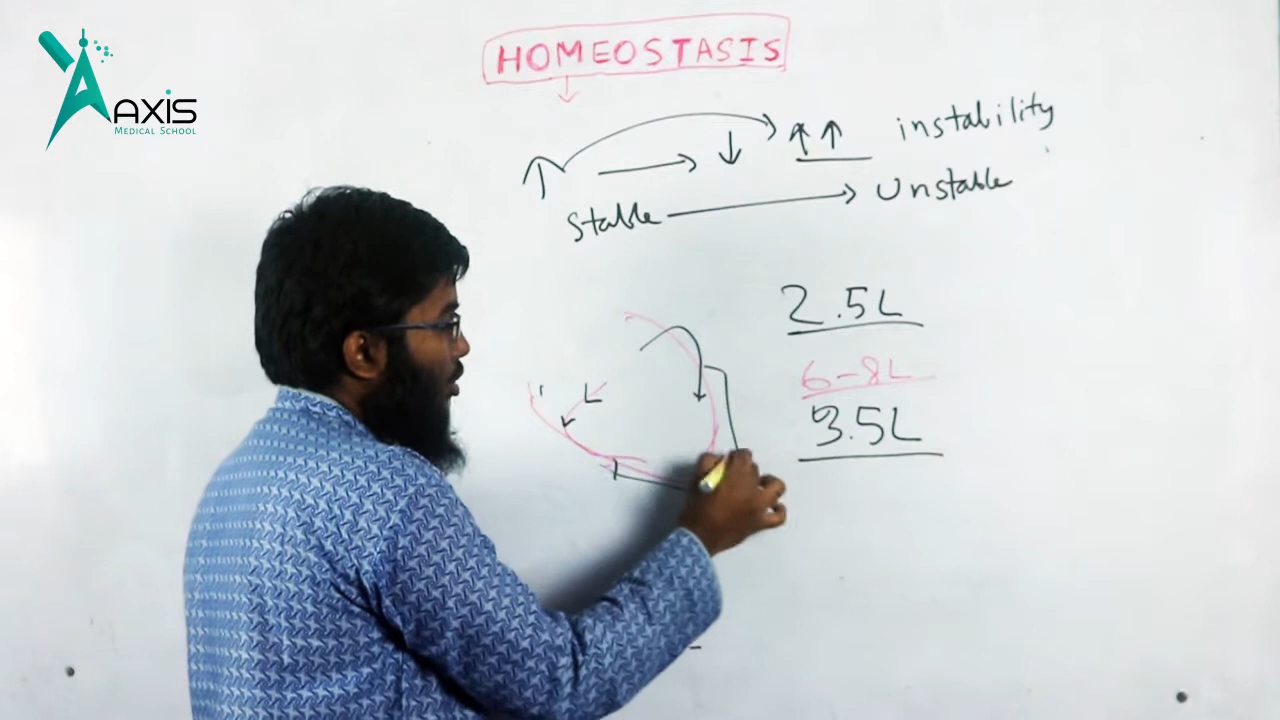 AXIS
MEDICAL SCHOOL
HOMEOSTASIS
↑ → ↓ ↑↑ instability
Stable → Unstable
2.5L
6-8L
3.5L